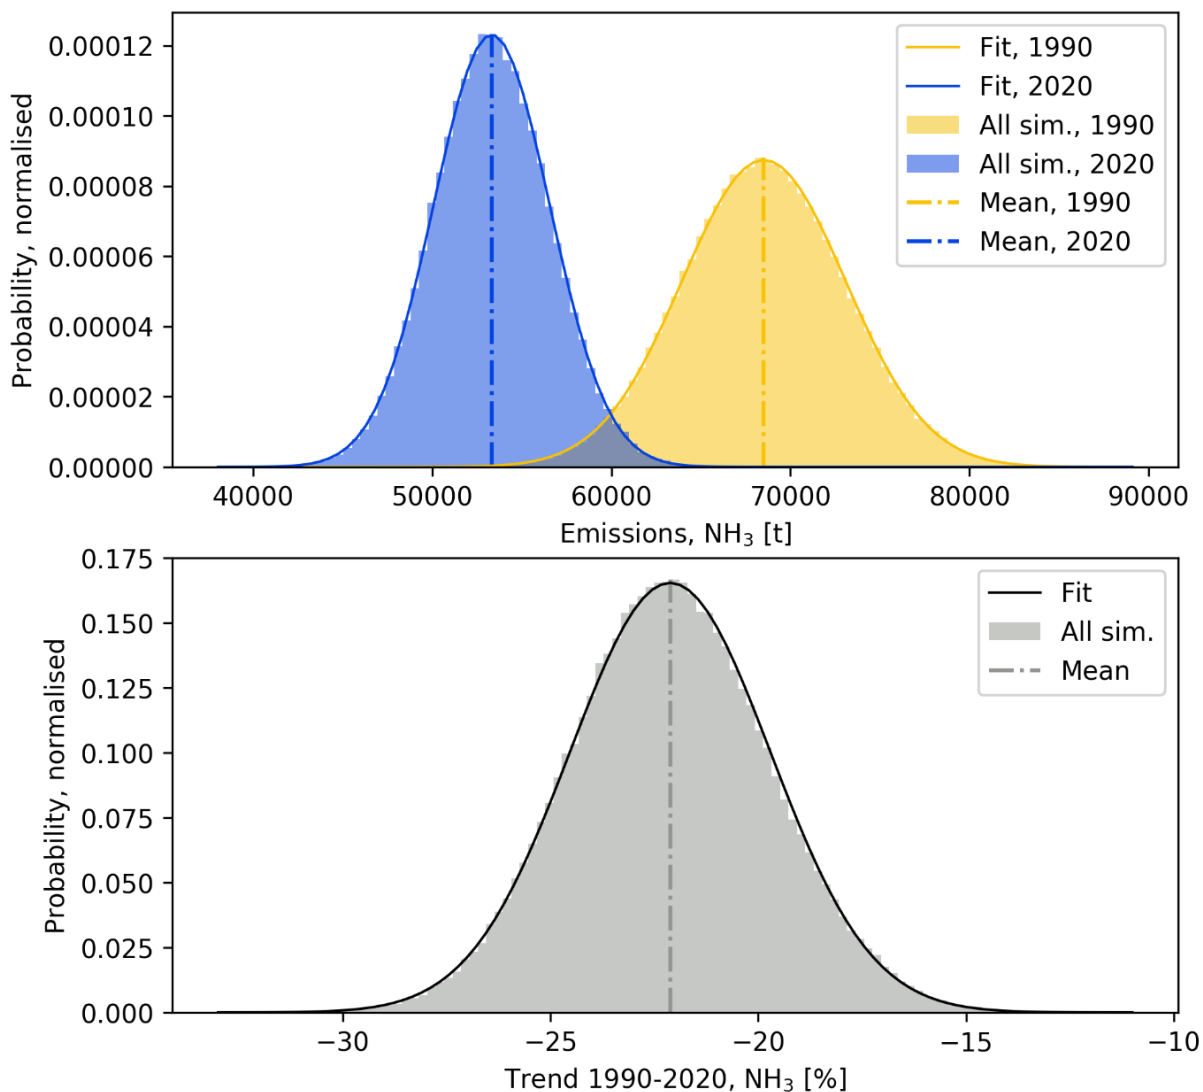 0.00012
0.00010
0.00008
0.00006
0.00004
0.00002
0.00000
Probability, normalised
Fit, 1990
Fit, 2020
All sim., 1990
All sim., 2020
Mean, 1990
Mean, 2020
40000 50000 60000 70000 80000 90000
Emissions, NH₃ [t]
0.175
0.150
0.125
0.100
0.075
0.050
0.025
0.000
Probability, normalised
Fit
All sim.
Mean
−30 −25 −20 −15 −10
Trend 1990-2020, NH₃ [%]